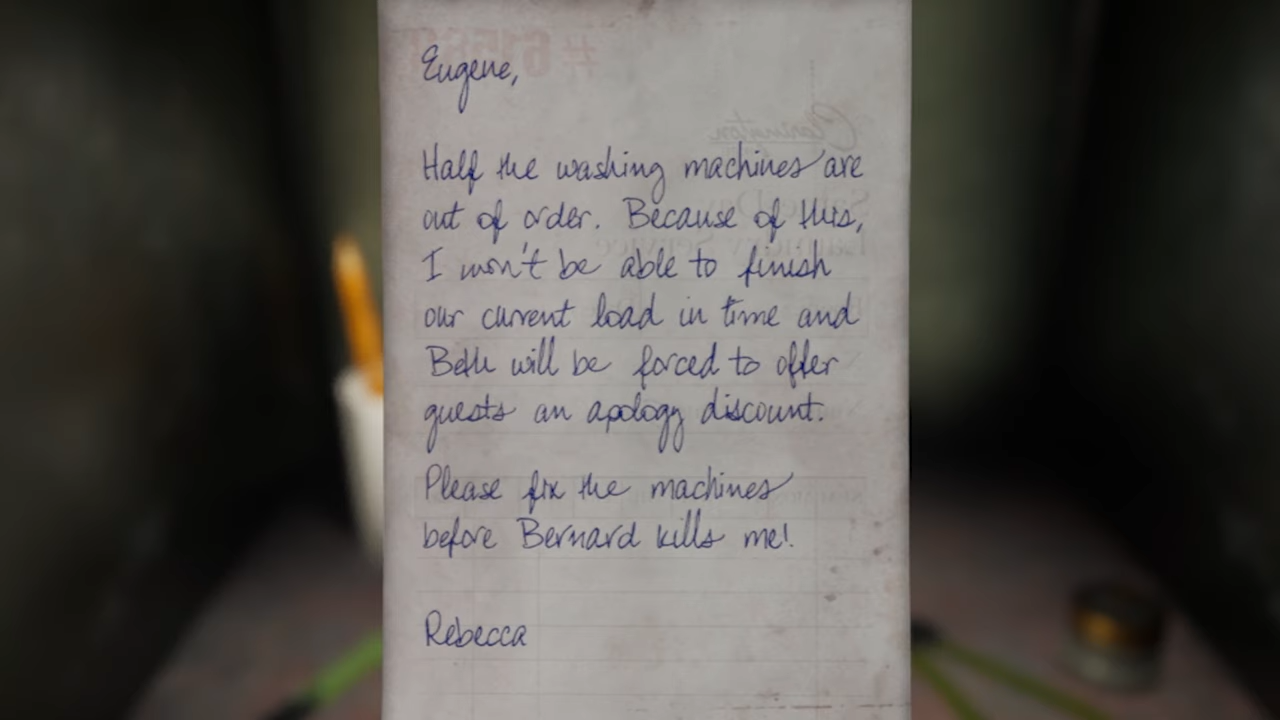 Eugene,
Half the washing machines are
out of order. Because of this,
I won't be able to finish
our current load in time and
Beth will be forced to offer
guests an apology discount.
Please fix the machines
before Bernard kills me!
Rebecca